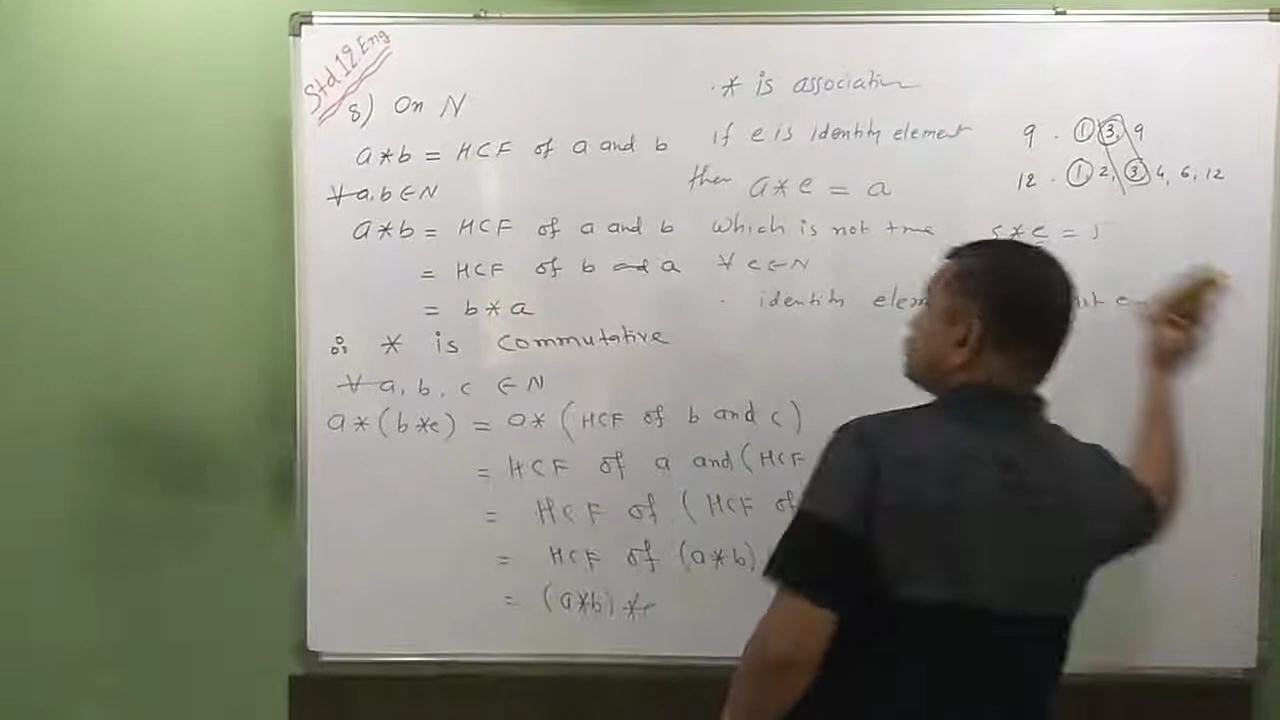 Std 12. Eng
8) On N
a*b = HCF of a and b
∀ a, b ∈ N
a*b = HCF of a and b
= HCF of b and a
= b*a
∴ * is commutative
∀ a, b, c ∈ N
a*(b*c) = a* (HCF of b and c)
= HCF of a and (HCF
= HCF of (HCF of
= HCF of (a*b)
= (a*b) *c
* is association
If e is identity element
then a*e = a
which is not true
∀ e ∈ N
identity
9 . 1 3, 9
12 . 1, 2, 3, 4, 6, 12
5*e = 5